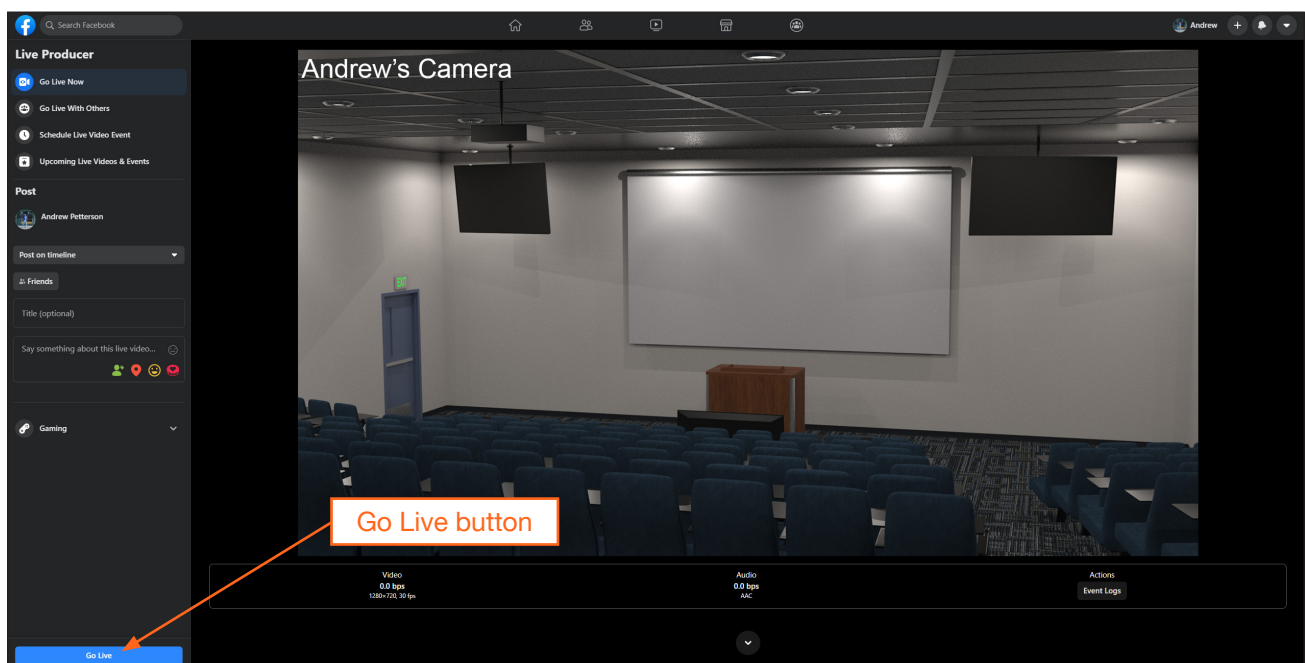 Search Facebook
Andrew
Live Producer
Go Live Now
Go Live With Others
Schedule Live Video Event
Upcoming Live Videos & Events
Post
Andrew Petterson
Post on timeline
Friends
Title (optional)
Say something about this live video...
Gaming
Go Live
Andrew's Camera
EXIT
Go Live button
Video
0.0 bps
1280×720, 30 fps
Audio
0.0 bps
AAC
Actions
Event Logs